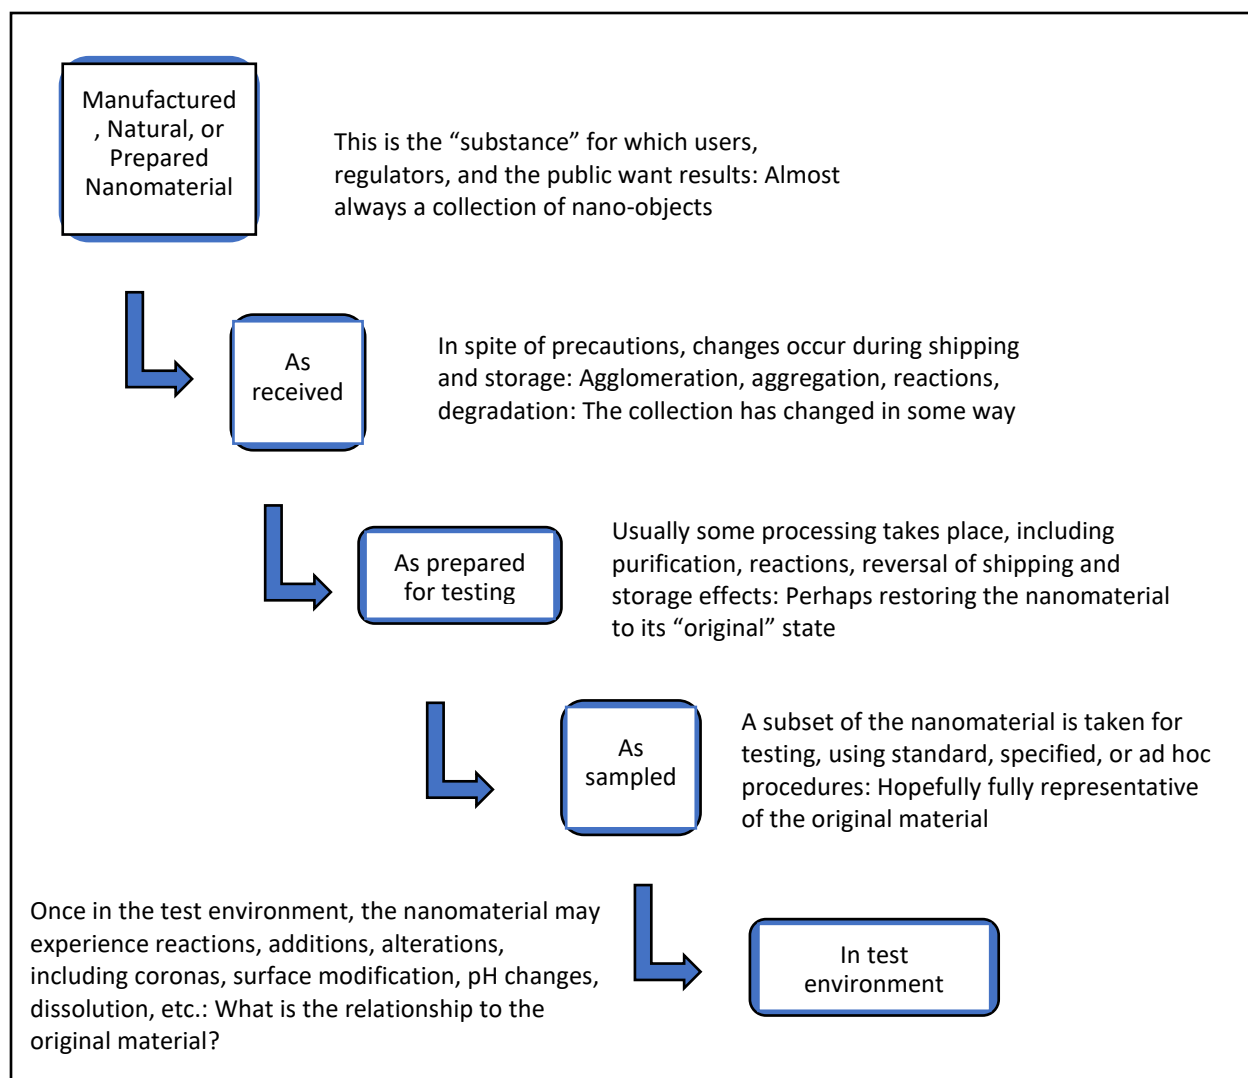 Manufactured
, Natural, or
Prepared
Nanomaterial
This is the “substance” for which users,
regulators, and the public want results: Almost
always a collection of nano-objects
As
received
In spite of precautions, changes occur during shipping
and storage: Agglomeration, aggregation, reactions,
degradation: The collection has changed in some way
As prepared
for testing
Usually some processing takes place, including
purification, reactions, reversal of shipping and
storage effects: Perhaps restoring the nanomaterial
to its “original” state
As
sampled
A subset of the nanomaterial is taken for
testing, using standard, specified, or ad hoc
procedures: Hopefully fully representative
of the original material
Once in the test environment, the nanomaterial may
experience reactions, additions, alterations,
including coronas, surface modification, pH changes,
dissolution, etc.: What is the relationship to the
original material?
In test
environment